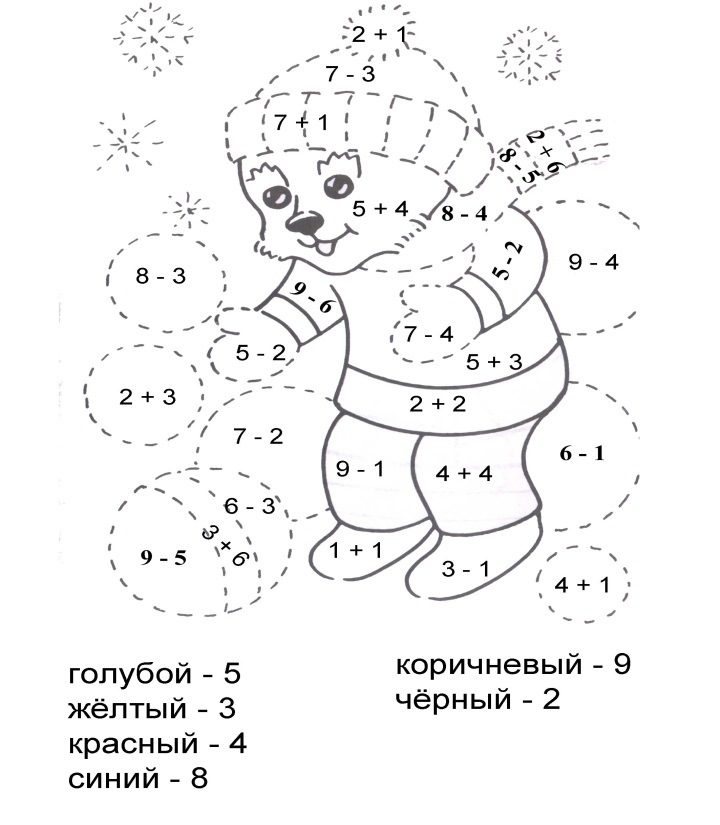 2 + 1
7 - 3
7 + 1
2 + 6
8 - 5
5 + 4
8 - 4
5 - 2
9 - 4
8 - 3
9 - 6
7 - 4
5 - 2
5 + 3
2 + 3
2 + 2
7 - 2
9 - 1
4 + 4
6 - 1
6 - 3
3 + 6
9 - 5
1 + 1
3 - 1
4 + 1
голубой - 5
жёлтый - 3
красный - 4
синий - 8
коричневый - 9
чёрный - 2